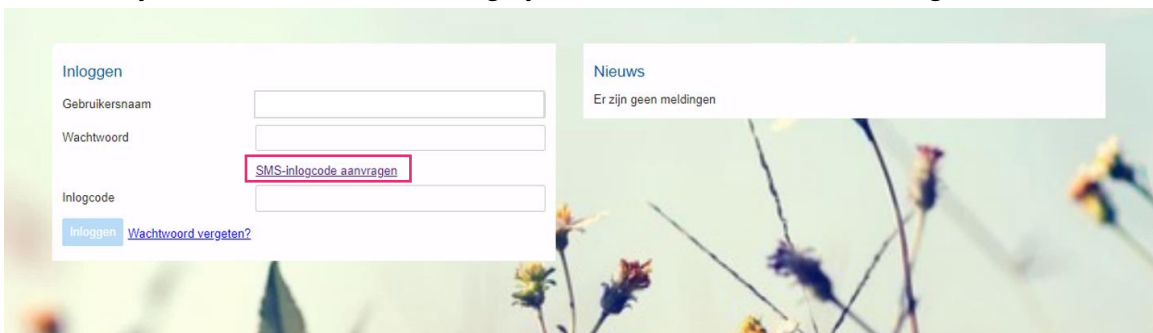 Inloggen
Gebruikersnaam
Wachtwoord
SMS-inlogcode aanvragen
Inlogcode
Inloggen Wachtwoord vergeten?
Nieuws
Er zijn geen meldingen